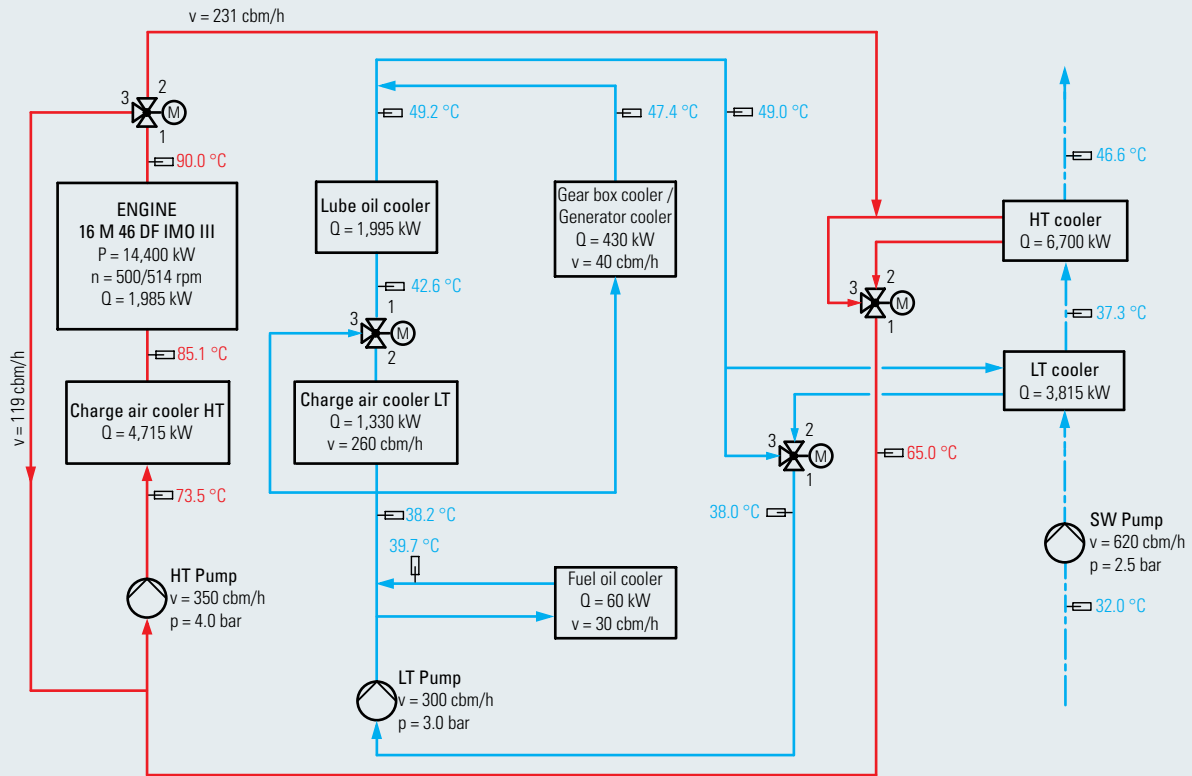 v = 231 cbm/h
2
3
M
1
90.0 °C
ENGINE
16 M 46 DF IMO III
P = 14,400 kW
n = 500/514 rpm
Q = 1,985 kW
85.1 °C
Charge air cooler HT
Q = 4,715 kW
v = 119 cbm/h
73.5 °C
HT Pump
v = 350 cbm/h
p = 4.0 bar
49.2 °C
47.4 °C
49.0 °C
Lube oil cooler
Q = 1,995 kW
Gear box cooler /
Generator cooler
Q = 430 kW
v = 40 cbm/h
42.6 °C
1
3
M
2
Charge air cooler LT
Q = 1,330 kW
v = 260 cbm/h
38.2 °C
39.7 °C
Fuel oil cooler
Q = 60 kW
v = 30 cbm/h
LT Pump
v = 300 cbm/h
p = 3.0 bar
46.6 °C
HT cooler
Q = 6,700 kW
2
3
M
1
37.3 °C
LT cooler
Q = 3,815 kW
2
3
M
1
65.0 °C
38.0 °C
SW Pump
v = 620 cbm/h
p = 2.5 bar
32.0 °C